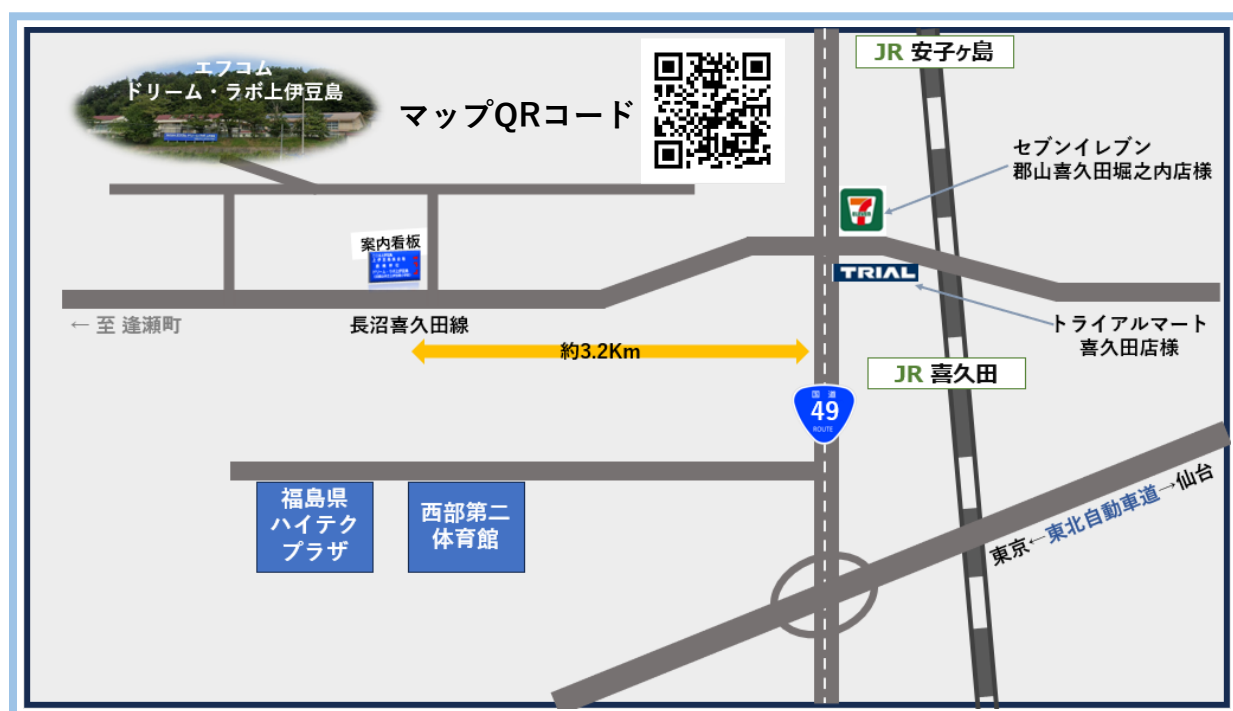 エフコム
ドリーム・ラボ上伊豆島
マップQRコード
JR 安子ヶ島
セブンイレブン
郡山喜久田堀之内店様
案内看板
TRIAL
← 至 逢瀬町
長沼喜久田線
トライアルマート
喜久田店様
約3.2Km
JR 喜久田
国道
49
ROUTE
福島県
ハイテク
プラザ
西部第二
体育館
東京←東北自動車道→仙台